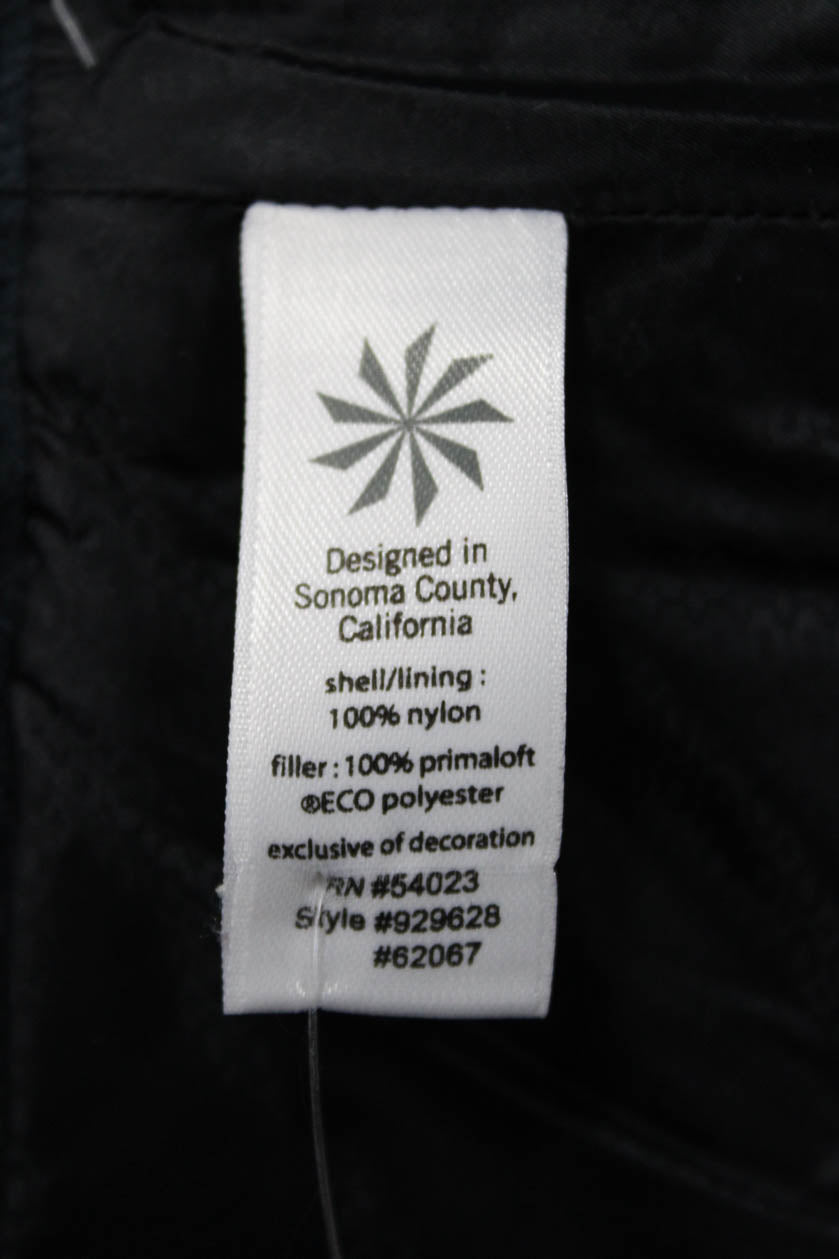 Designed in
Sonoma County,
California
shell/lining :
100% nylon
filler : 100% primaloft
®ECO polyester
exclusive of decoration
RN #54023
Style #929628
#62067